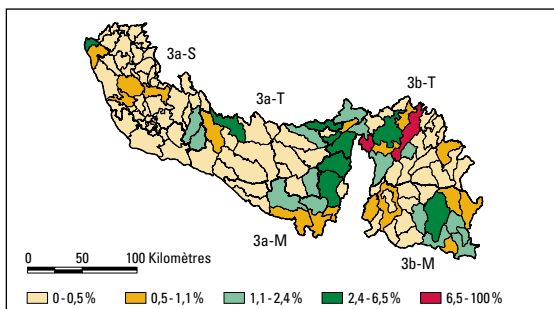 3a-S
3a-T
3b-T
3a-M
3b-M
0 50 100 Kilomètres
0 - 0,5 % 0,5 - 1,1 % 1,1 - 2,4 % 2,4 - 6,5 % 6,5 - 100 %